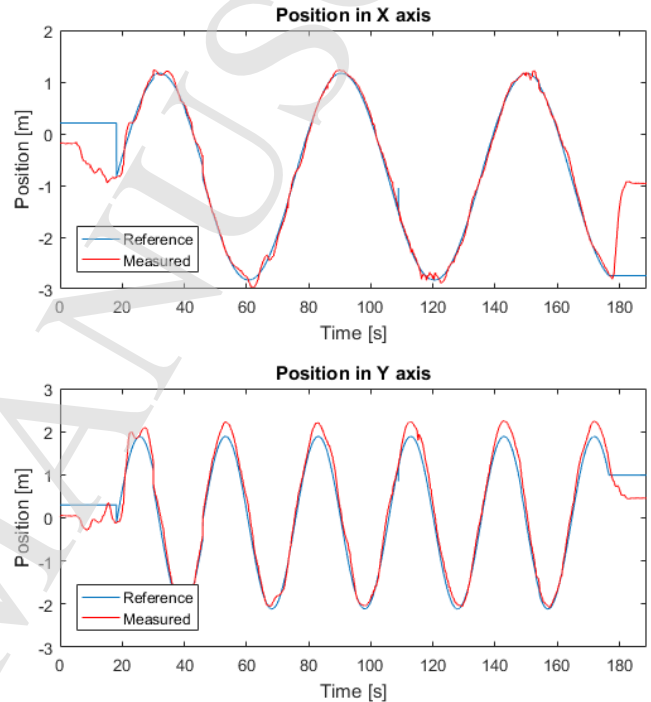 Position in X axis
2
1
0
-1
-2
-3
Position [m]
Reference
Measured
0 20 40 60 80 100 120 140 160 180
Time [s]
Position in Y axis
3
2
1
0
-1
-2
-3
Position [m]
Reference
Measured
0 20 40 60 80 100 120 140 160 180
Time [s]
MANUS